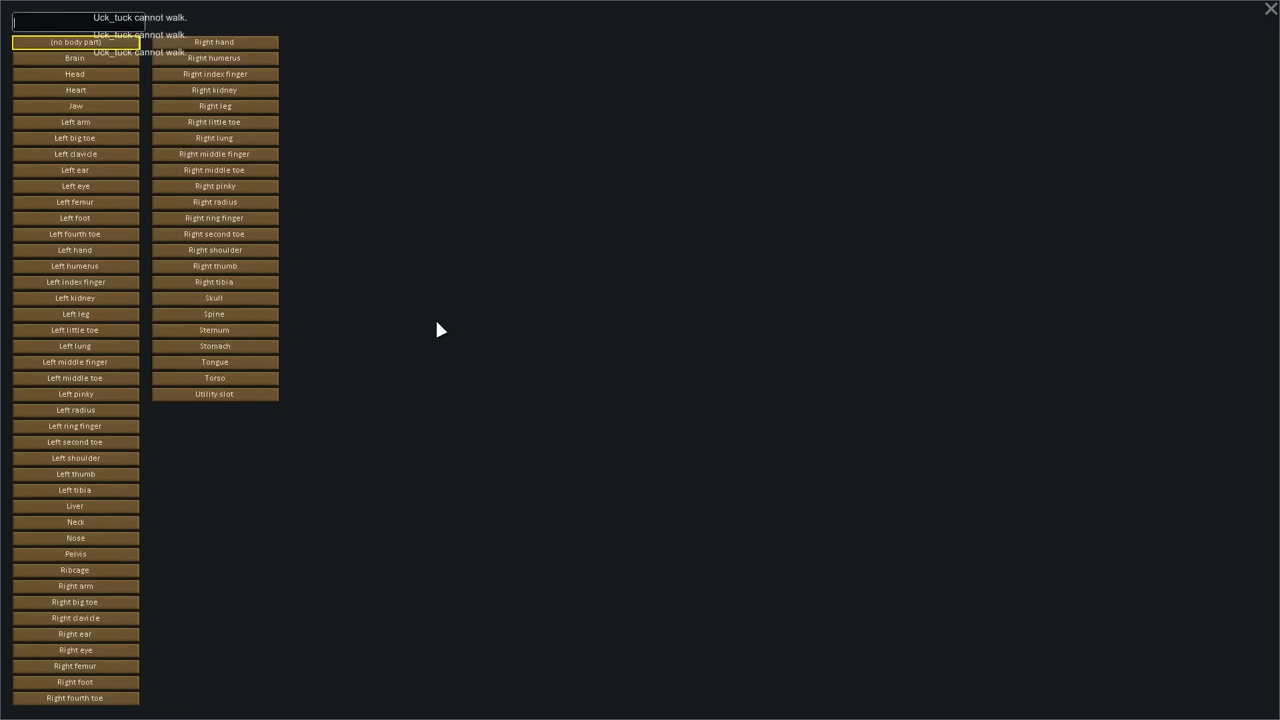 Uck_tuck cannot walk.
Uck_tuck cannot walk.
Uck_tuck cannot walk.
(no body part)
Brain
Head
Heart
Jaw
Left arm
Left big toe
Left clavicle
Left ear
Left eye
Left femur
Left foot
Left fourth toe
Left hand
Left humerus
Left index finger
Left kidney
Left leg
Left little toe
Left lung
Left middle finger
Left middle toe
Left pinky
Left radius
Left ring finger
Left second toe
Left shoulder
Left thumb
Left tibia
Liver
Neck
Nose
Pelvis
Ribcage
Right arm
Right big toe
Right clavicle
Right ear
Right eye
Right femur
Right foot
Right fourth toe
Right hand
Right humerus
Right index finger
Right kidney
Right leg
Right little toe
Right lung
Right middle finger
Right middle toe
Right pinky
Right radius
Right ring finger
Right second toe
Right shoulder
Right thumb
Right tibia
Skull
Spine
Sternum
Stomach
Tongue
Torso
Utility slot